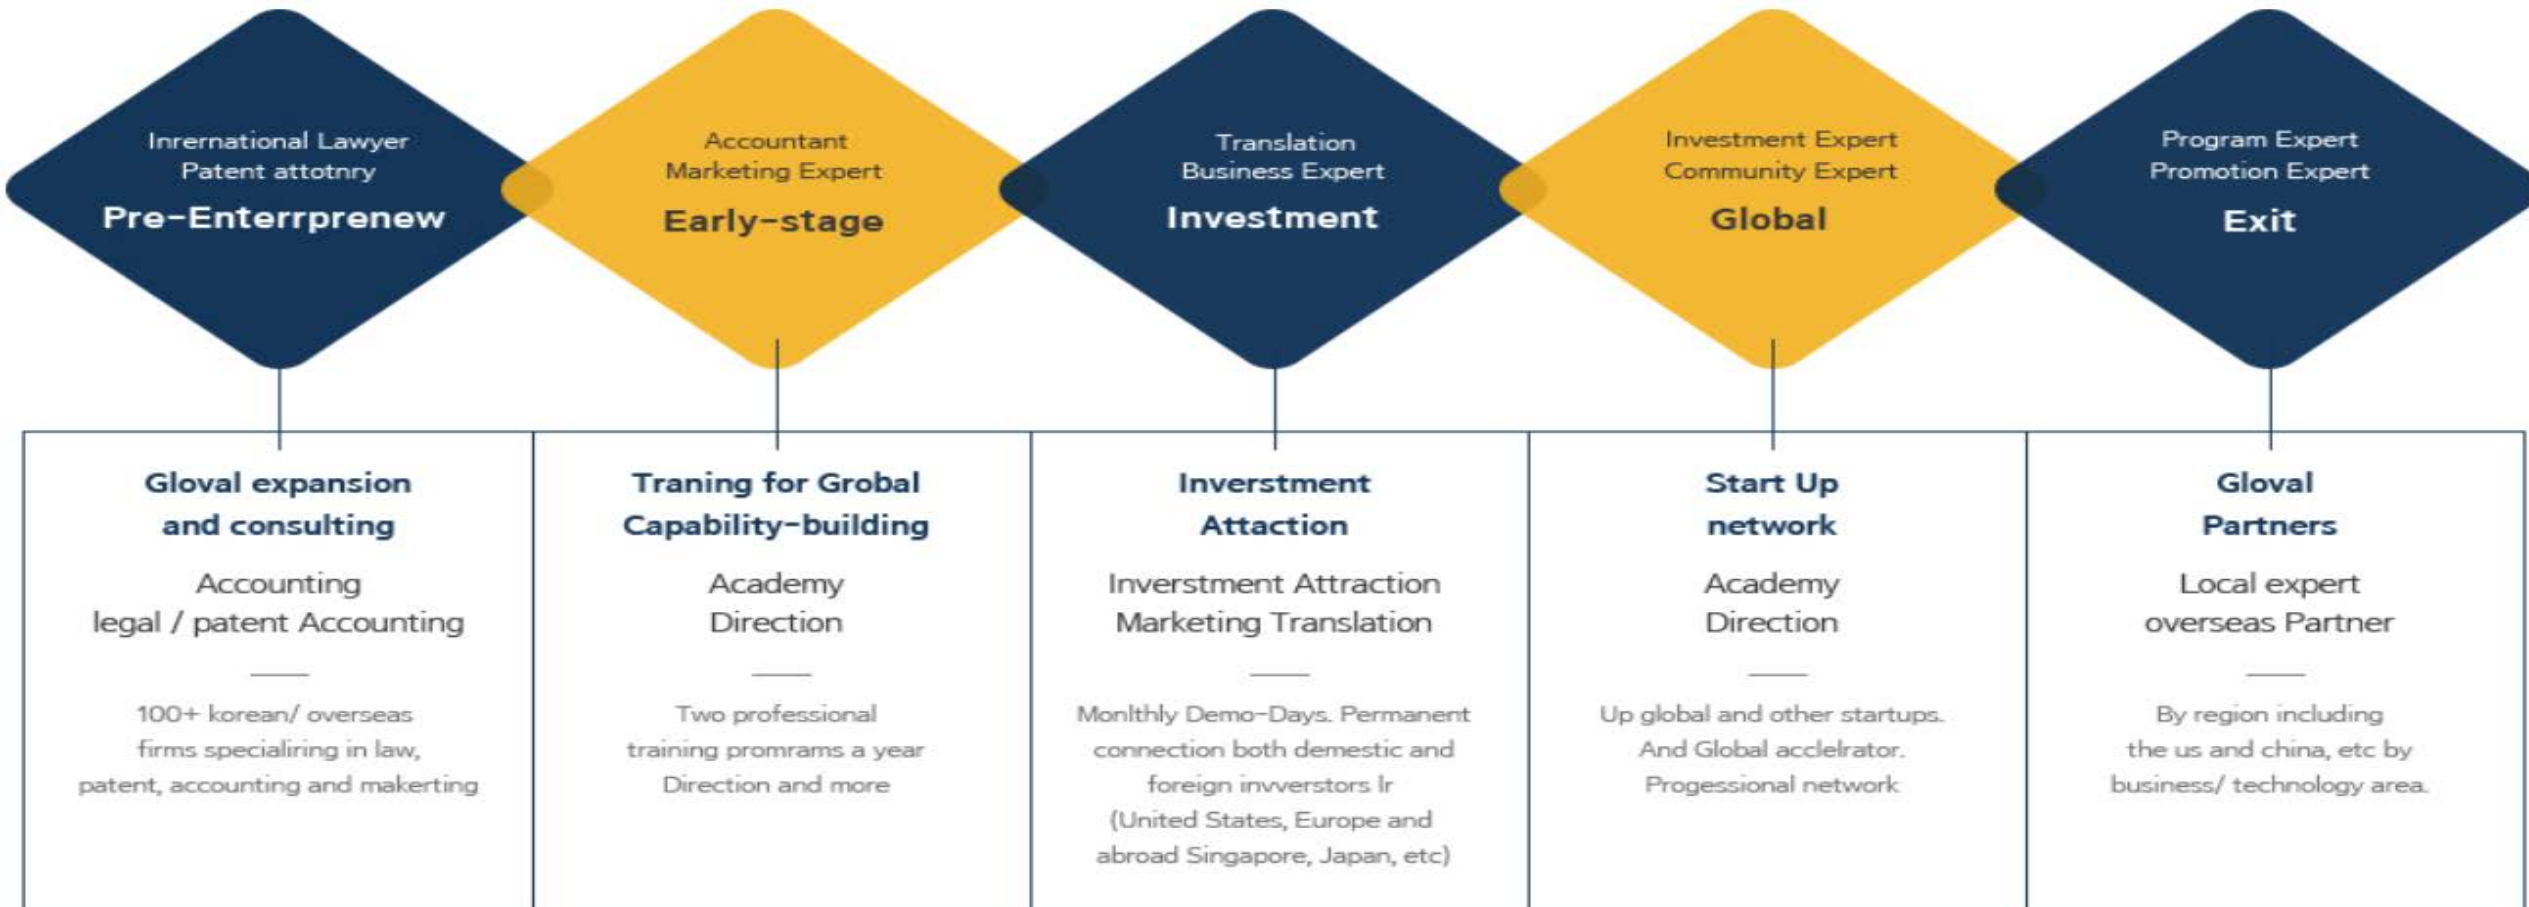 Inrernational Lawyer
Patent attotnry
Pre-Enterrprenew
Accountant
Marketing Expert
Early-stage
Translation
Business Expert
Investment
Investment Expert
Community Expert
Global
Program Expert
Promotion Expert
Exit
Gloval expansion
and consulting
Accounting
legal / patent Accounting
100+ korean/ overseas
firms specialiring in law,
patent, accounting and makerting
Traning for Grobal
Capability-building
Academy
Direction
Two professional
training promrams a year
Direction and more
Inverstment
Attaction
Inverstment Attraction
Marketing Translation
Monlthly Demo-Days. Permanent
connection both demestic and
foreign invverstors lr
(United States, Europe and
abroad Singapore, Japan, etc)
Start Up
network
Academy
Direction
Up global and other startups.
And Global acclelrator.
Progessional network
Gloval
Partners
Local expert
overseas Partner
By region including
the us and china, etc by
business/ technology area.